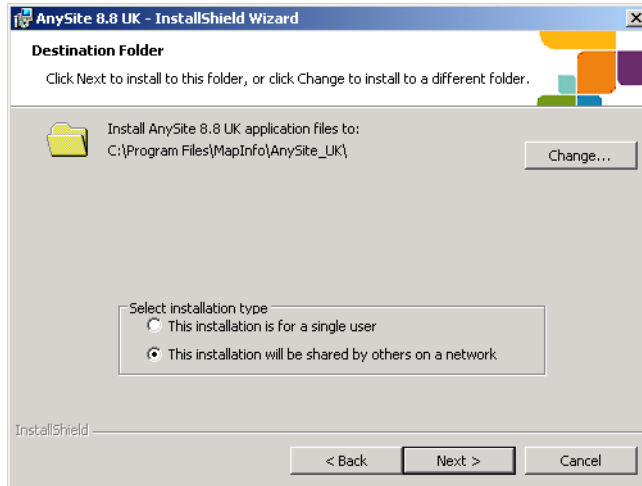 AnySite 8.8 UK - InstallShield Wizard
Destination Folder
Click Next to install to this folder, or click Change to install to a different folder.
Install AnySite 8.8 UK application files to:
C:\Program Files\MapInfo\AnySite_UK\
Change...
Select installation type
This installation is for a single user
This installation will be shared by others on a network
InstallShield
< Back
Next >
Cancel